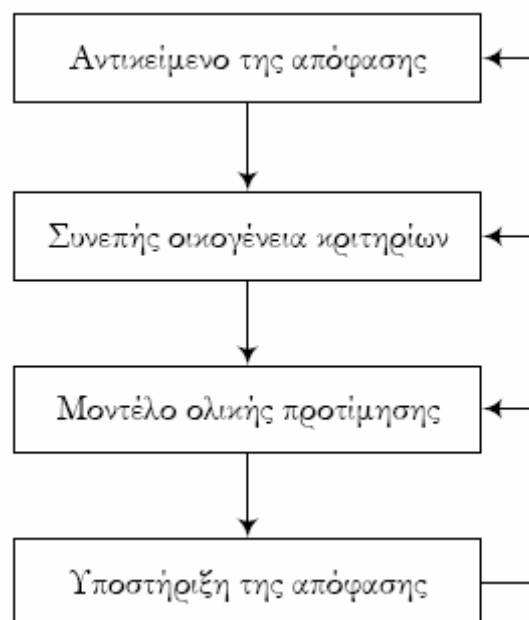 Αντικείμενο της απόφασης
Συνεπής οικογένεια κριτηρίων
Μοντέλο ολικής προτίμησης
Υποστήριξη της απόφασης